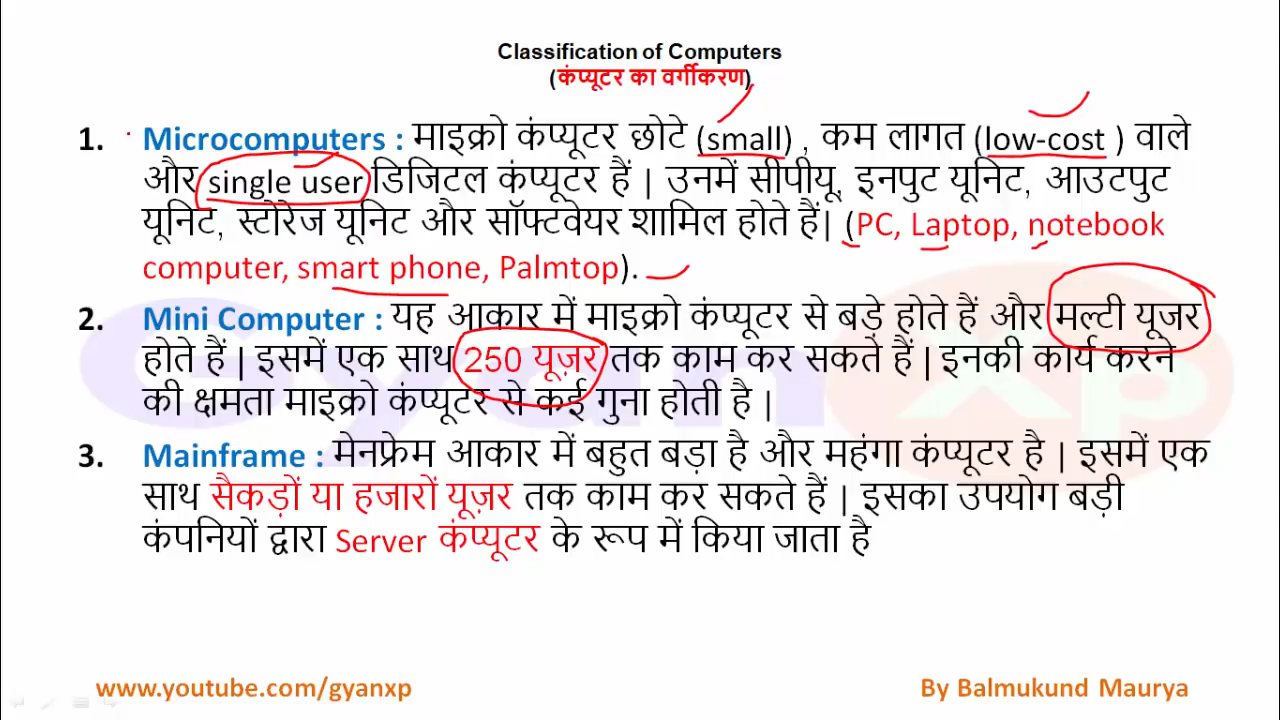 Classification of Computers
(कंप्यूटर का वर्गीकरण)
1. Microcomputers : माइक्रो कंप्यूटर छोटे (small) , कम लागत (low-cost ) वाले
और single user डिजिटल कंप्यूटर हैं | उनमें सीपीयू, इनपुट यूनिट, आउटपुट
यूनिट, स्टोरेज यूनिट और सॉफ्टवेयर शामिल होते हैं| (PC, Laptop, notebook
computer, smart phone, Palmtop).
2. Mini Computer : यह आकार में माइक्रो कंप्यूटर से बड़े होते हैं और मल्टी यूजर
होते हैं | इसमें एक साथ 250 यूज़र तक काम कर सकते हैं | इनकी कार्य करने
की क्षमता माइक्रो कंप्यूटर से कई गुना होती है |
3. Mainframe : मेनफ्रेम आकार में बहुत बड़ा है और महंगा कंप्यूटर है | इसमें एक
साथ सैकड़ों या हजारों यूज़र तक काम कर सकते हैं | इसका उपयोग बड़ी
कंपनियों द्वारा Server कंप्यूटर के रूप में किया जाता है
Gyan xp
www.youtube.com/gyanxp
By Balmukund Maurya